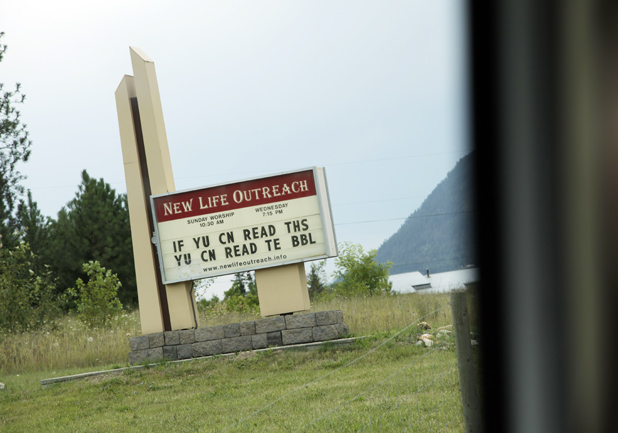 New Life Outreach
SUNDAY WORSHIP
10:30 AM
WEDNESDAY
7:15 PM
IF YU CN READ THS
YU CN READ TE BBL
www.newlifeoutreach.info